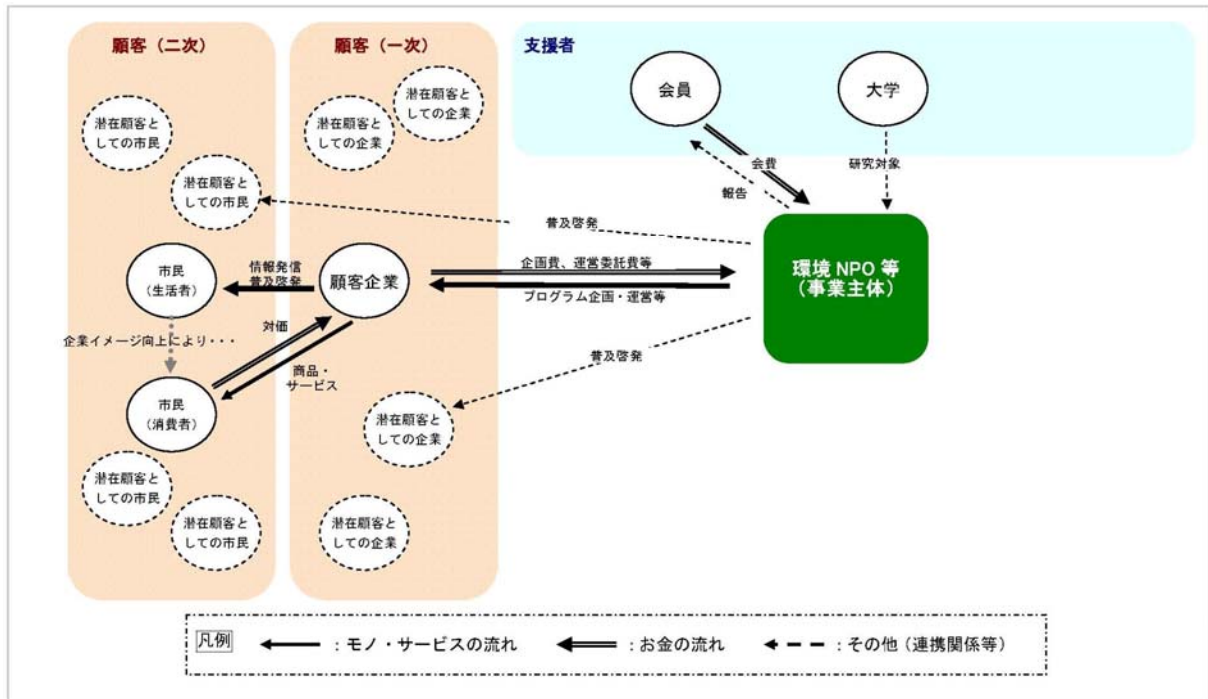 顧客（二次）
顧客（一次）
支援者
潜在顧客と
しての市民
潜在顧客と
しての企業
潜在顧客と
しての企業
会員
大学
潜在顧客と
しての市民
会費
報告
研究対象
普及啓発
市民
（生活者）
情報発信
普及啓発
顧客企業
企画費、運営委託費等
プログラム企画・運営等
環境 NPO 等
（事業主体）
企業イメージ向上により・・・
対価
商品・
サービス
普及啓発
市民
（消費者）
潜在顧客と
しての企業
潜在顧客と
しての市民
潜在顧客と
しての市民
潜在顧客と
しての企業
凡例
：モノ・サービスの流れ
：お金の流れ
：その他（連携関係等）